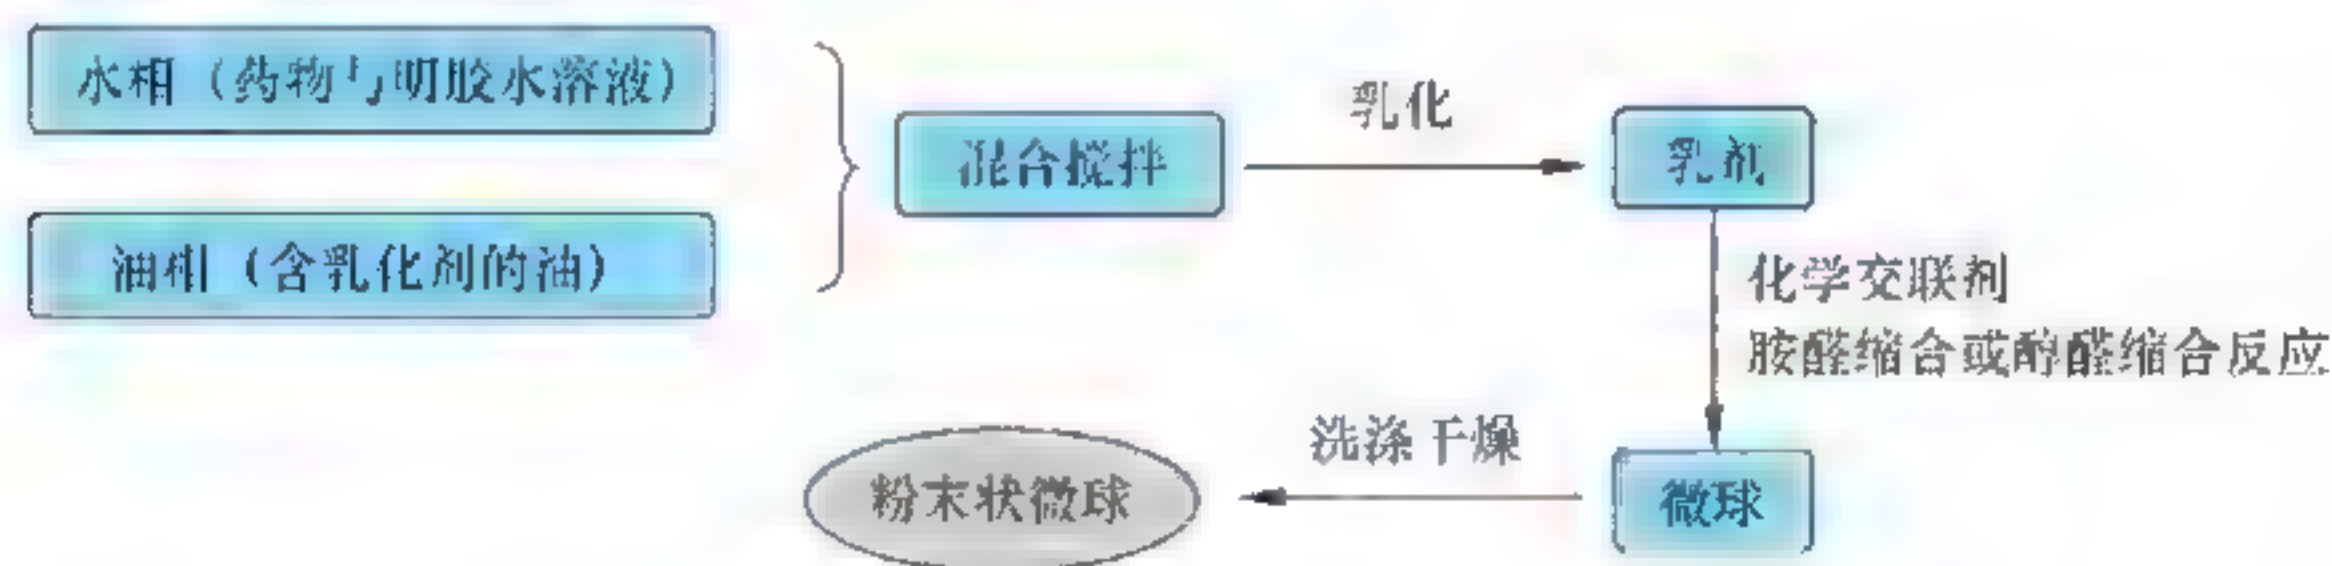 水相（药物与明胶水溶液）
油相（含乳化剂的油）
混合搅拌
乳化
乳剂
化学交联剂
胺醛缩合或醇醛缩合反应
微球
洗涤干燥
粉末状微球